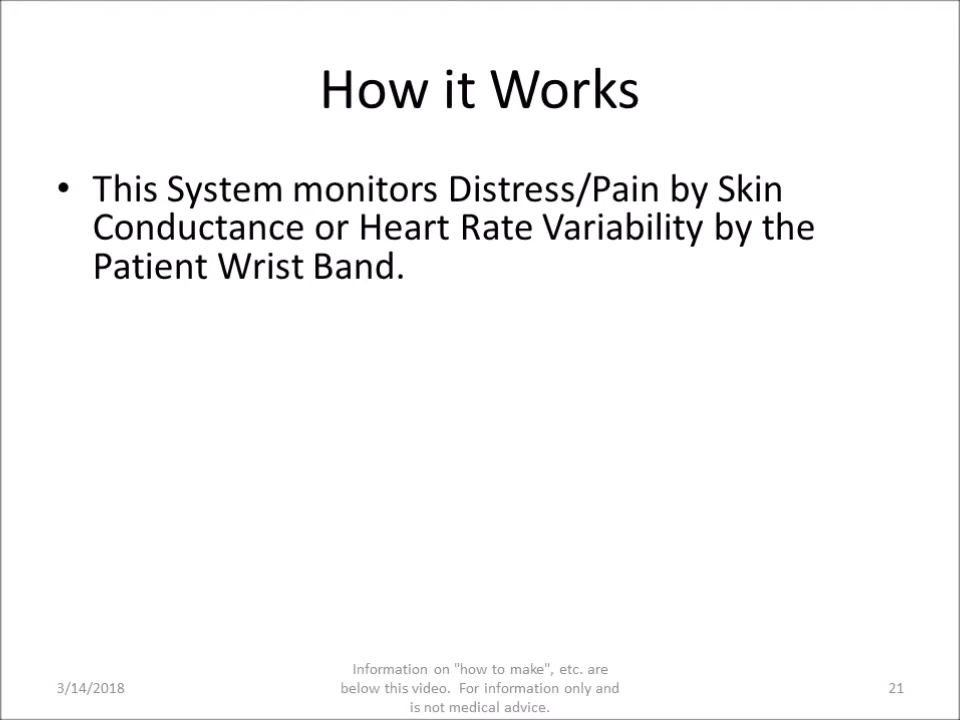 How it Works
• This System monitors Distress/Pain by Skin
Conductance or Heart Rate Variability by the
Patient Wrist Band.
3/14/2018
Information on "how to make", etc. are
below this video.  For information only and
is not medical advice.
21